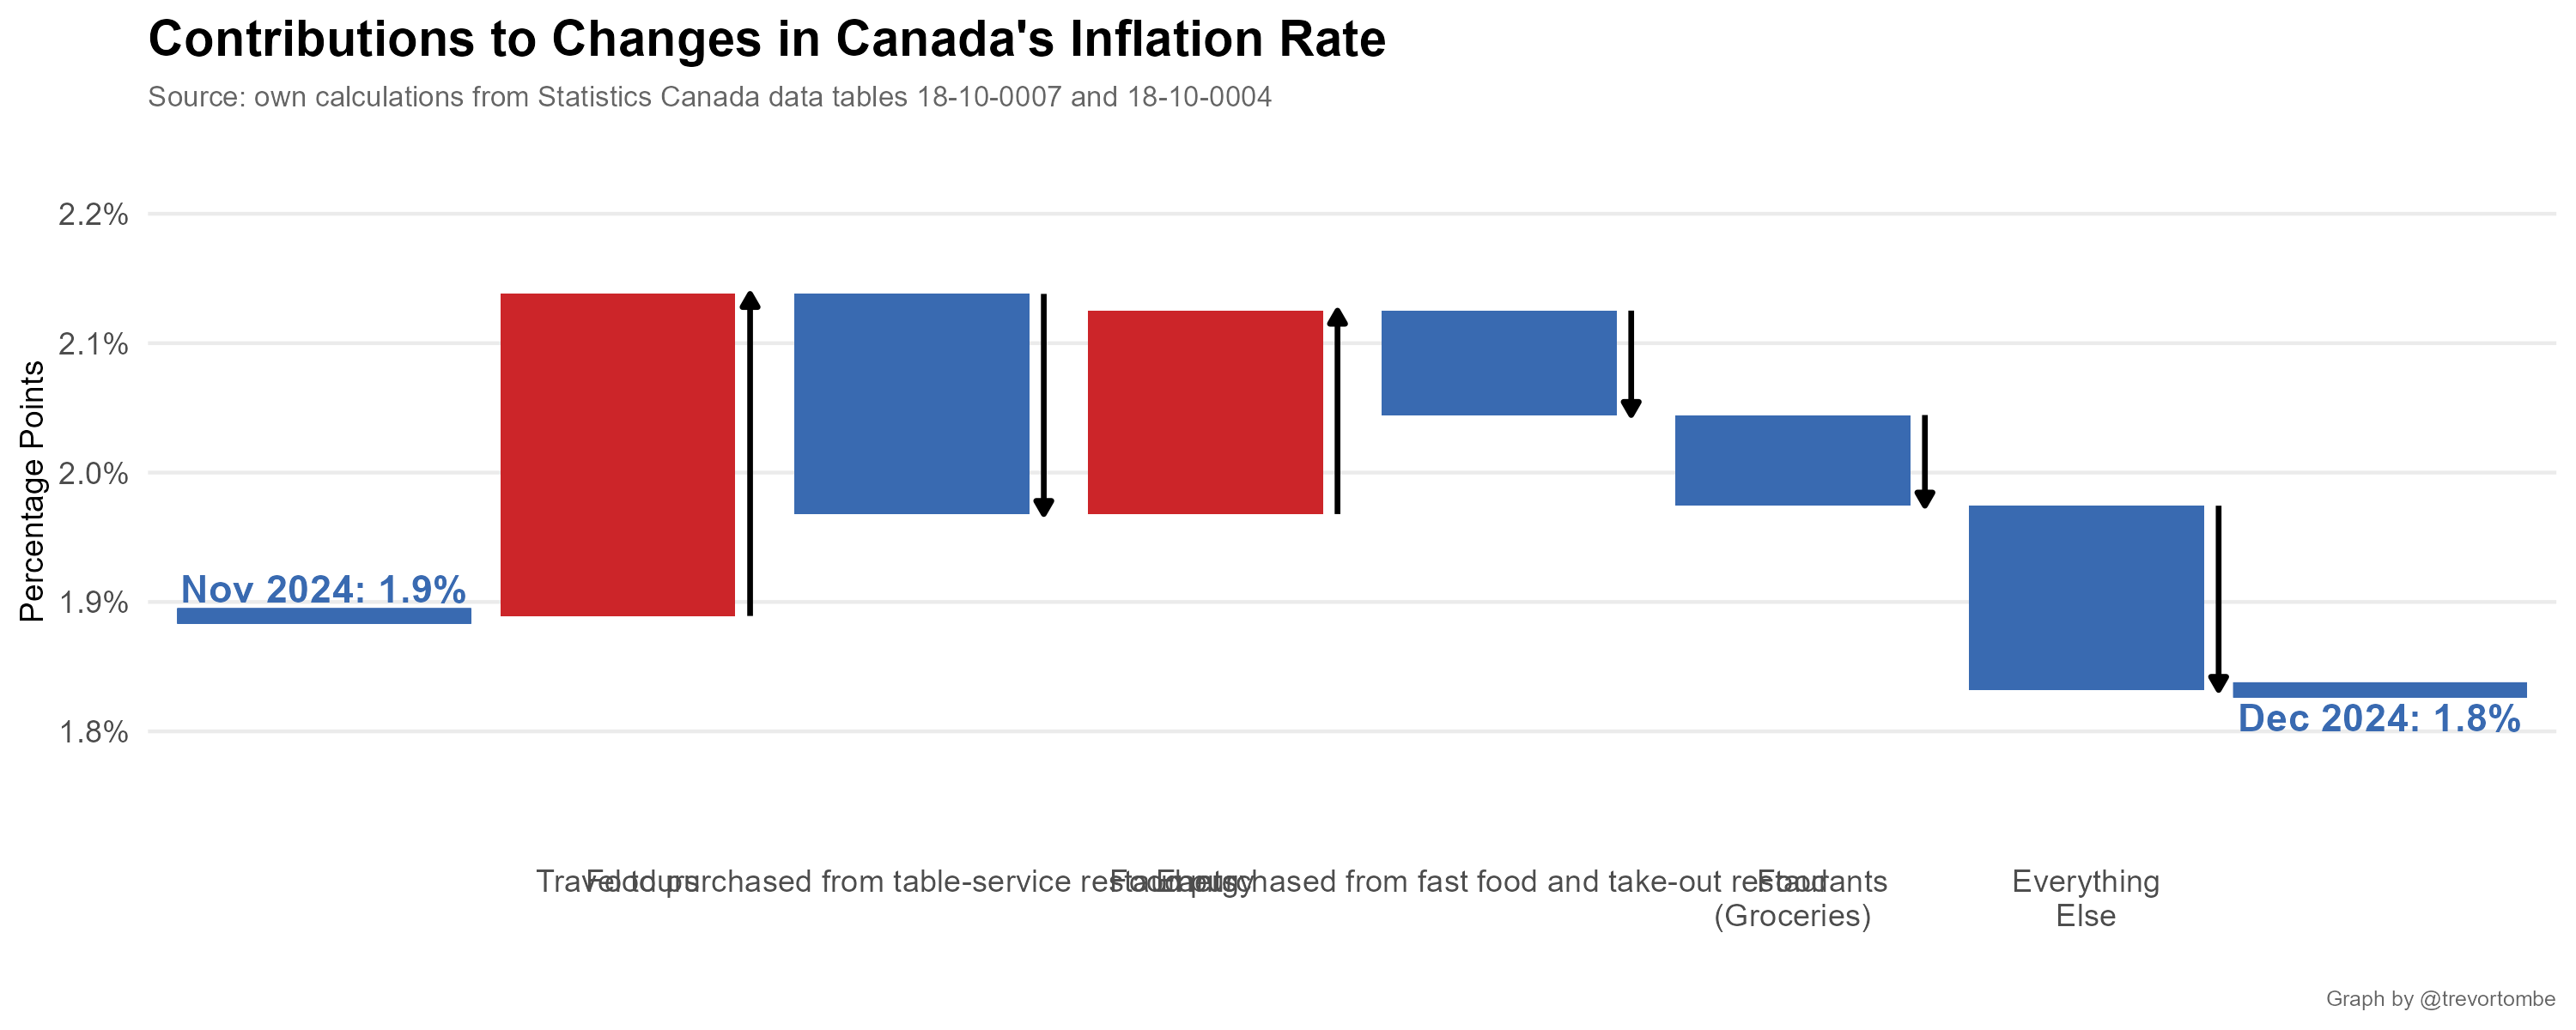 Contributions to Changes in Canada's Inflation Rate
Source: own calculations from Statistics Canada data tables 18-10-0007 and 18-10-0004
Percentage Points
2.2%
2.1%
2.0%
1.9%
1.8%
Nov 2024: 1.9%
Dec 2024: 1.8%
Travel tours
Food purchased from table-service restaurants
Energy
Food purchased from fast food and take-out restaurants
Food
(Groceries)
Everything
Else
Graph by @trevortombe